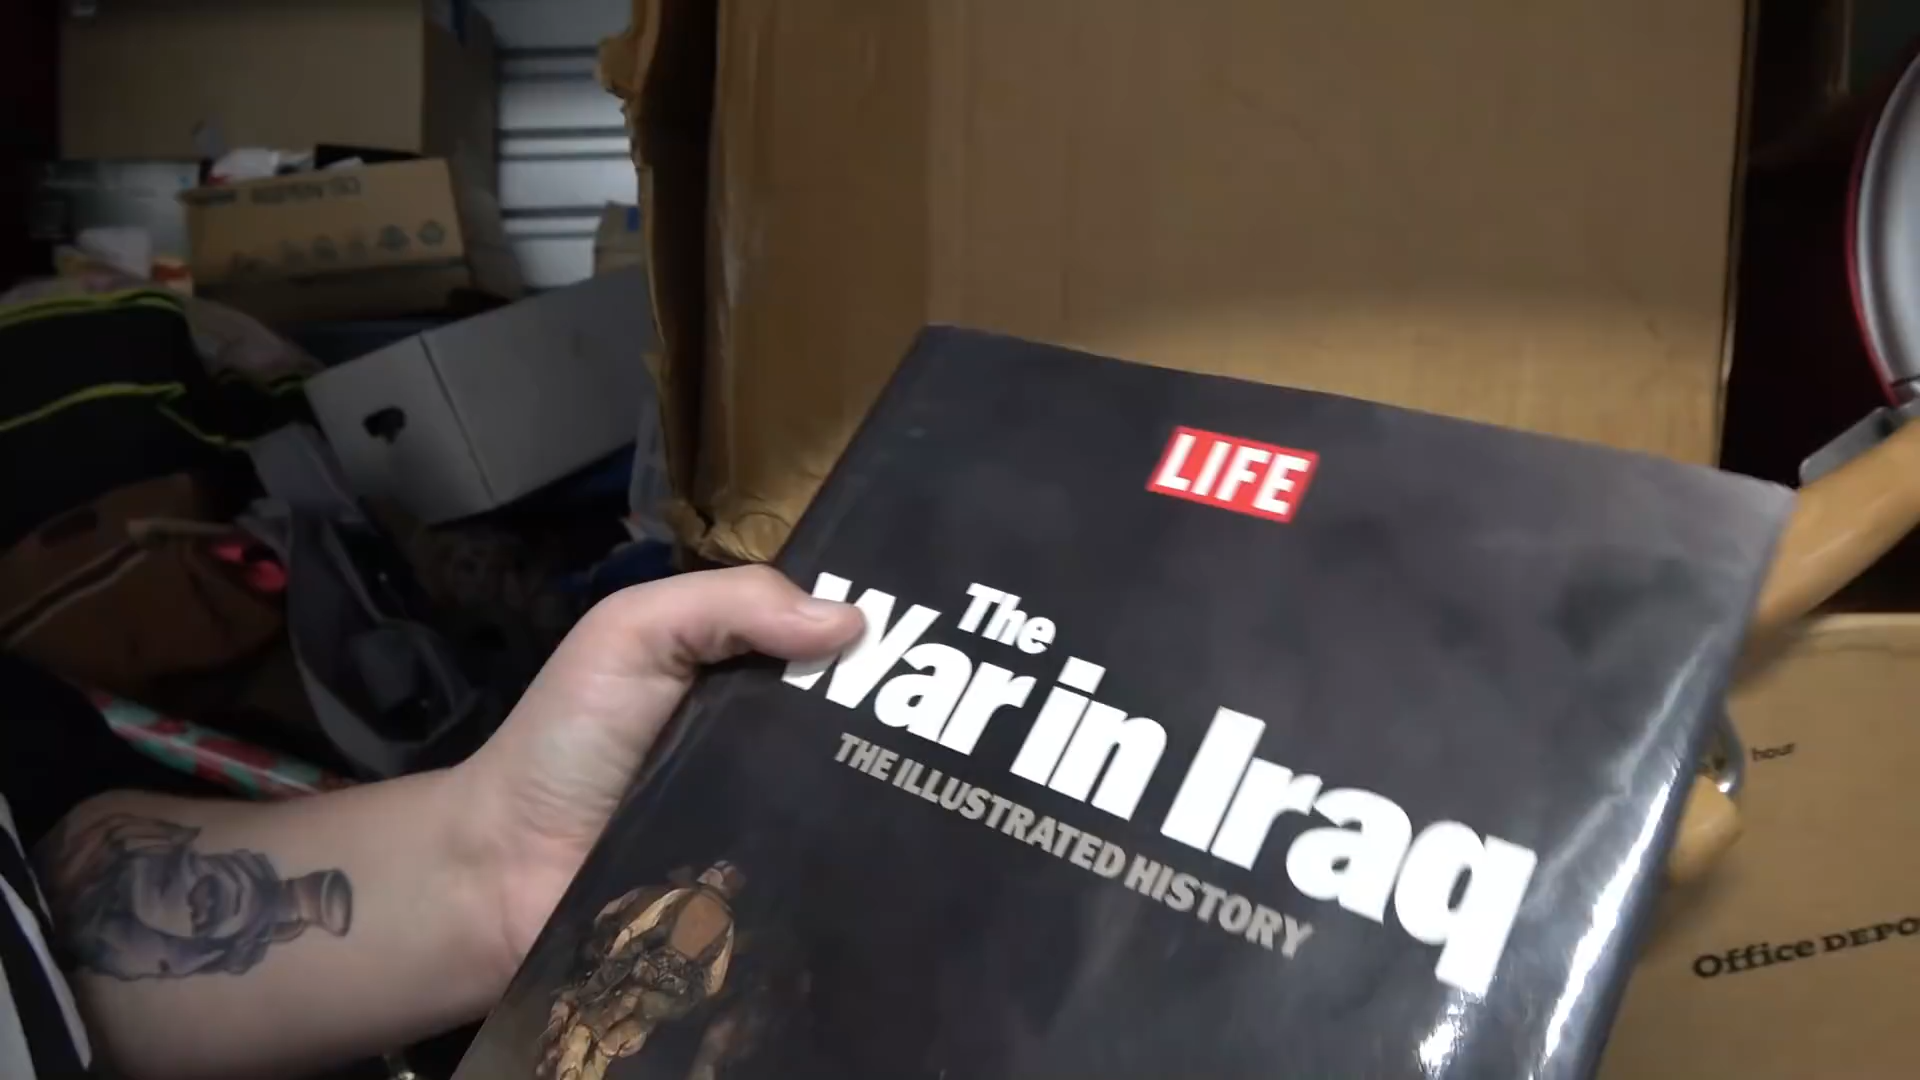 LIFE
The
War in Iraq
THE ILLUSTRATED HISTORY
hour
Office DEPO